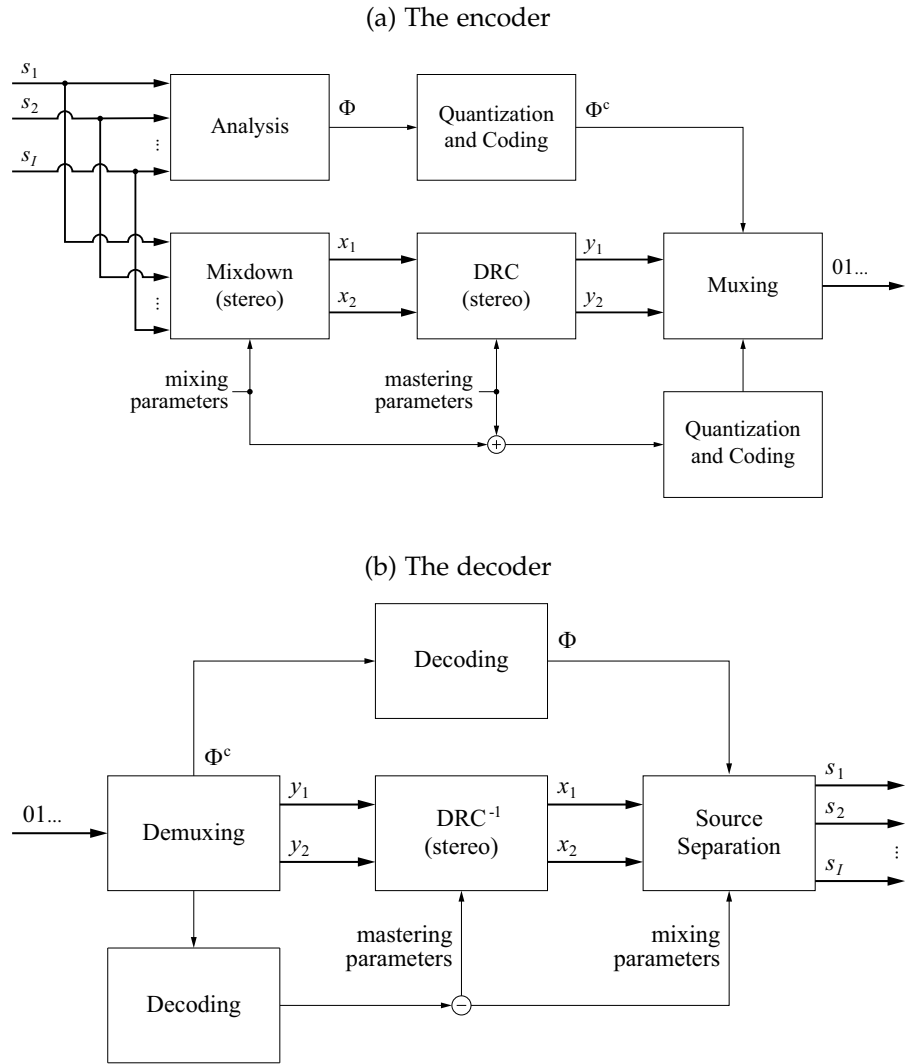 (a) The encoder
s₁
s₂
⋮
s_I
Analysis
Φ
Quantization
and Coding
Φᶜ
Mixdown
(stereo)
⋮
x₁
x₂
DRC
(stereo)
y₁
y₂
Muxing
01...
mixing
parameters
mastering
parameters
+
Quantization
and Coding
(b) The decoder
Decoding
Φ
Φᶜ
01...
Demuxing
y₁
y₂
DRC⁻¹
(stereo)
x₁
x₂
Source
Separation
s₁
s₂
⋮
s_I
mastering
parameters
mixing
parameters
Decoding
−